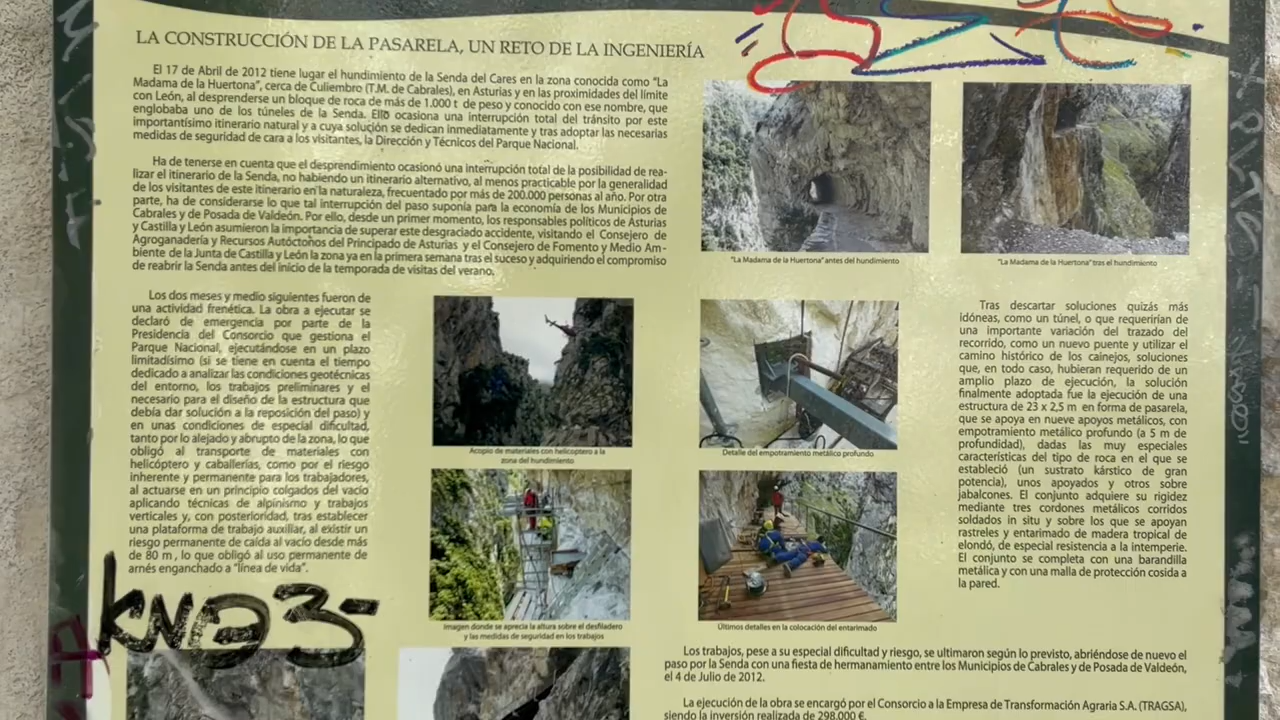 LA CONSTRUCCIÓN DE LA PASARELA, UN RETO DE LA INGENIERÍA
El 17 de Abril de 2012 tiene lugar el hundimiento de la Senda del Cares en la zona conocida como “La
Madama de la Huertona”, cerca de Culiembro (T.M. de Cabrales), en Asturias y en las proximidades del límite
con León, al desprenderse un bloque de roca de más de 1.000 t de peso y conocido con ese nombre, que
englobaba uno de los túneles de la Senda. Ello ocasiona una interrupción total del tránsito por este
importantísimo itinerario natural y a cuya solución se dedican inmediatamente y tras adoptar las necesarias
medidas de seguridad de cara a los visitantes, la Dirección y Técnicos del Parque Nacional.
Ha de tenerse en cuenta que el desprendimiento ocasionó una interrupción total de la posibilidad de rea-
lizar el itinerario de la Senda, no habiendo un itinerario alternativo, al menos practicable por la generalidad
de los visitantes de este itinerario en la naturaleza, frecuentado por más de 200.000 personas al año. Por otra
parte, ha de considerarse lo que tal interrupción del paso suponía para la economía de los Municipios de
Cabrales y de Posada de Valdeón. Por ello, desde un primer momento, los responsables políticos de Asturias
y Castilla y León asumieron la importancia de superar este desgraciado accidente, visitando el Consejero de
Agroganadería y Recursos Autóctonos del Principado de Asturias y el Consejero de Fomento y Medio Am-
biente de la Junta de Castilla y León la zona ya en la primera semana tras el suceso y adquiriendo el compromiso
de reabrir la Senda antes del inicio de la temporada de visitas del verano.
“La Madama de la Huertona” antes del hundimiento
“La Madama de la Huertona” tras el hundimiento
Los dos meses y medio siguientes fueron de
una actividad frenética. La obra a ejecutar se
declaró de emergencia por parte de la
Presidencia del Consorcio que gestiona el
Parque Nacional, ejecutándose en un plazo
limitadísimo (si se tiene en cuenta el tiempo
dedicado a analizar las condiciones geotécnicas
del entorno, los trabajos preliminares y el
necesario para el diseño de la estructura que
debía dar solución a la reposición del paso) y
en unas condiciones de especial dificultad,
tanto por lo alejado y abrupto de la zona, lo que
obligó al transporte de materiales con
helicóptero y caballerías, como por el riesgo
inherente y permanente para los trabajadores,
al actuarse en un principio colgados del vacío
aplicando técnicas de alpinismo y trabajos
verticales y, con posterioridad, tras establecer
una plataforma de trabajo auxiliar, al existir un
riesgo permanente de caída al vacío desde más
de 80 m , lo que obligó al uso permanente de
arnés enganchado a “línea de vida”.
Acopio de materiales con helicóptero a la
zona del hundimiento
Detalle del empotramiento metálico profundo
Imagen donde se aprecia la altura sobre el desfiladero
y las medidas de seguridad en los trabajos
Últimos detalles en la colocación del entarimado
Tras descartar soluciones quizás más
idóneas, como un túnel, o que requerirían de
una importante variación del trazado del
recorrido, como un nuevo puente y utilizar el
camino histórico de los cainejos, soluciones
que, en todo caso, hubieran requerido de un
amplio plazo de ejecución, la solución
finalmente adoptada fue la ejecución de una
estructura de 23 x 2,5 m en forma de pasarela,
que se apoya en nueve apoyos metálicos, con
empotramiento metálico profundo (a 5 m de
profundidad), dadas las muy especiales
características del tipo de roca en el que se
estableció (un sustrato kárstico de gran
potencia), unos apoyados y otros sobre
jabalcones. El conjunto adquiere su rigidez
mediante tres cordones metálicos corridos
soldados in situ y sobre los que se apoyan
rastreles y entarimado de madera tropical de
elondó, de especial resistencia a la intemperie.
El conjunto se completa con una barandilla
metálica y con una malla de protección cosida a
la pared.
KNA3-
Los trabajos, pese a su especial dificultad y riesgo, se ultimaron según lo previsto, abriéndose de nuevo el
paso por la Senda con una fiesta de hermanamiento entre los Municipios de Cabrales y de Posada de Valdeón,
el 4 de Julio de 2012.
La ejecución de la obra se encargó por el Consorcio a la Empresa de Transformación Agraria S.A. (TRAGSA),
siendo la inversión realizada de 298.000 €.